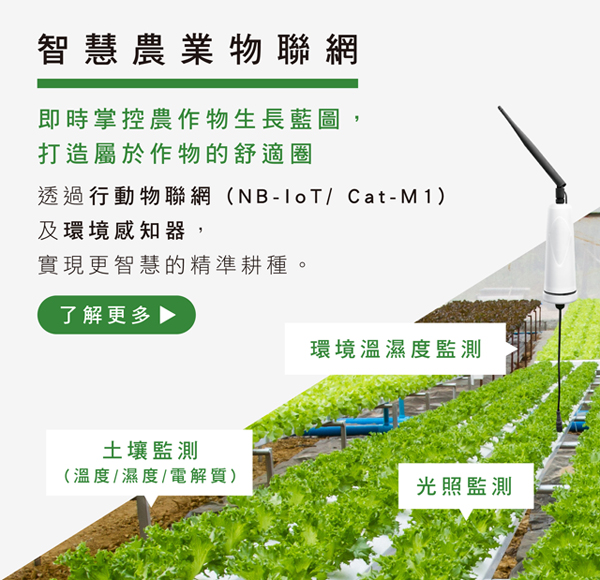 智慧農業物聯網
即時掌控農作物生長藍圖，
打造屬於作物的舒適圈
透過行動物聯網（NB-IoT/ Cat-M1）
及環境感知器，
實現更智慧的精準耕種。
了解更多▶
環境溫濕度監測
土壤監測
（溫度/濕度/電解質）
光照監測